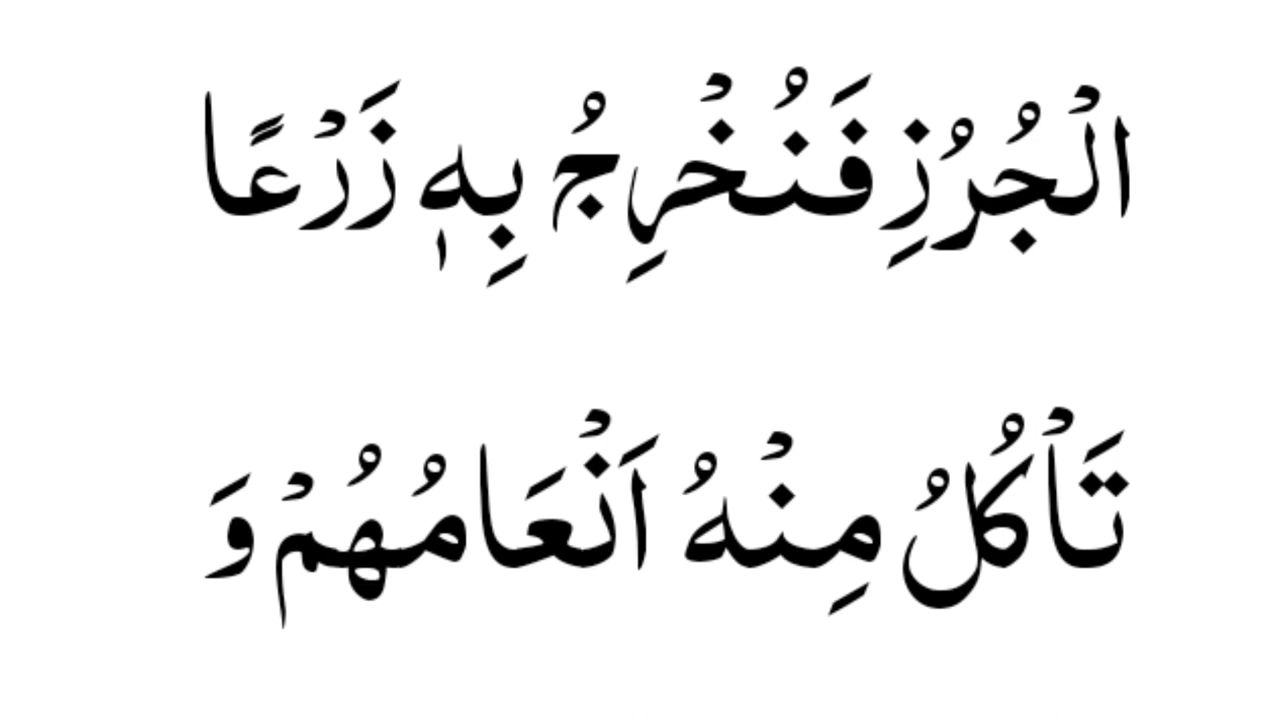 الْجُرُزِ فَنُخْرِجُ بِهٖ زَرْعًا
تَاْكُلُ مِنْهُ اَنْعَامُهُمْ وَ